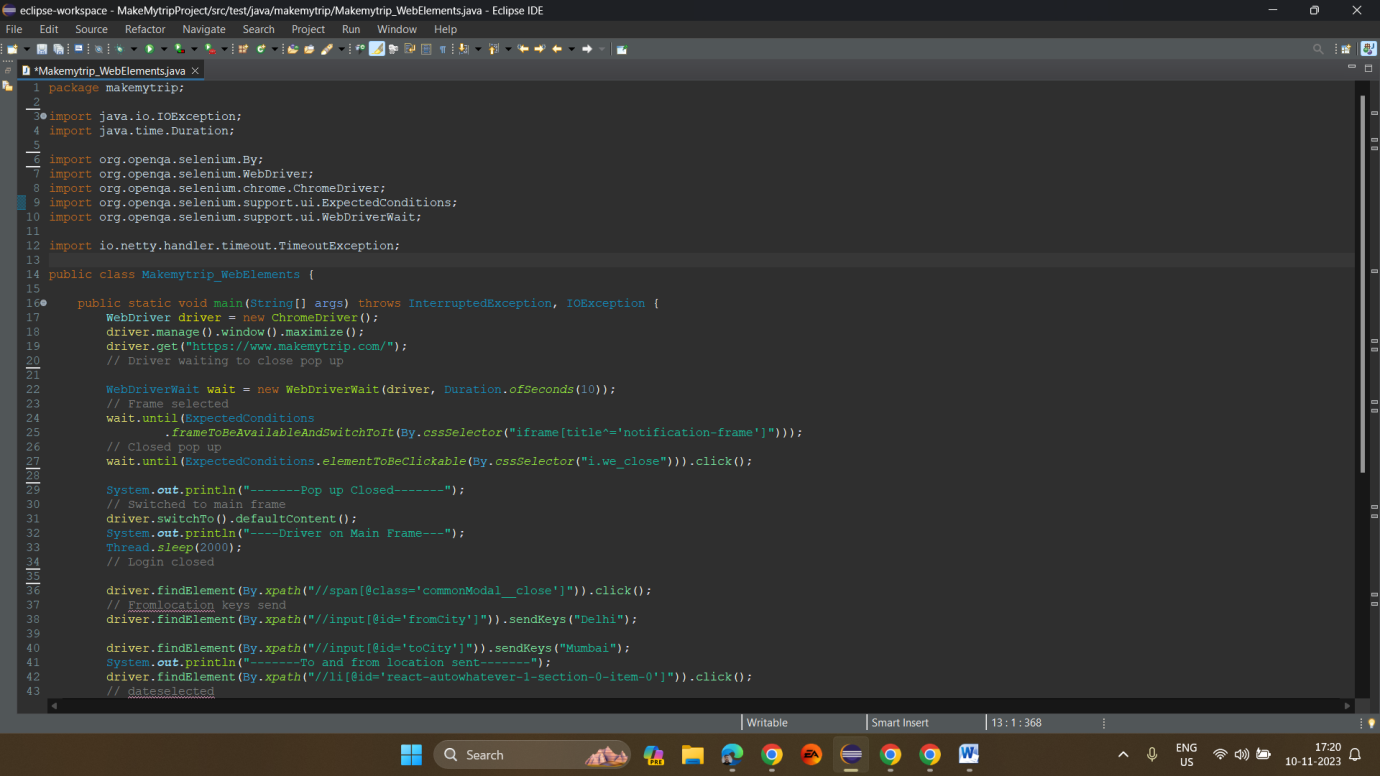 eclipse-workspace - MakeMytripProject/src/test/java/makemytrip/Makemytrip_WebElements.java - Eclipse IDE
File Edit Source Refactor Navigate Search Project Run Window Help
*Makemytrip_WebElements.java
1 package makemytrip;
2
3 import java.io.IOException;
4 import java.time.Duration;
5
6 import org.openqa.selenium.By;
7 import org.openqa.selenium.WebDriver;
8 import org.openqa.selenium.chrome.ChromeDriver;
9 import org.openqa.selenium.support.ui.ExpectedConditions;
10 import org.openqa.selenium.support.ui.WebDriverWait;
11
12 import io.netty.handler.timeout.TimeoutException;
13
14 public class Makemytrip_WebElements {
15
16 public static void main(String[] args) throws InterruptedException, IOException {
17 WebDriver driver = new ChromeDriver();
18 driver.manage().window().maximize();
19 driver.get("https://www.makemytrip.com/");
20 // Driver waiting to close pop up
21
22 WebDriverWait wait = new WebDriverWait(driver, Duration.ofSeconds(10));
23 // Frame selected
24 wait.until(ExpectedConditions
25 .frameToBeAvailableAndSwitchToIt(By.cssSelector("iframe[title^='notification-frame']")));
26 // Closed pop up
27 wait.until(ExpectedConditions.elementToBeClickable(By.cssSelector("i.we_close"))).click();
28
29 System.out.println("-------Pop up Closed-------");
30 // Switched to main frame
31 driver.switchTo().defaultContent();
32 System.out.println("----Driver on Main Frame---");
33 Thread.sleep(2000);
34 // Login closed
35
36 driver.findElement(By.xpath("//span[@class='commonModal__close']")).click();
37 // Fromlocation keys send
38 driver.findElement(By.xpath("//input[@id='fromCity']")).sendKeys("Delhi");
39
40 driver.findElement(By.xpath("//input[@id='toCity']")).sendKeys("Mumbai");
41 System.out.println("-------To and from location sent-------");
42 driver.findElement(By.xpath("//li[@id='react-autowhatever-1-section-0-item-0']")).click();
43 // dateselected
Writable Smart Insert 13 : 1 : 368
Search
PRE
EA
W
ENG
US
17:20
10-11-2023